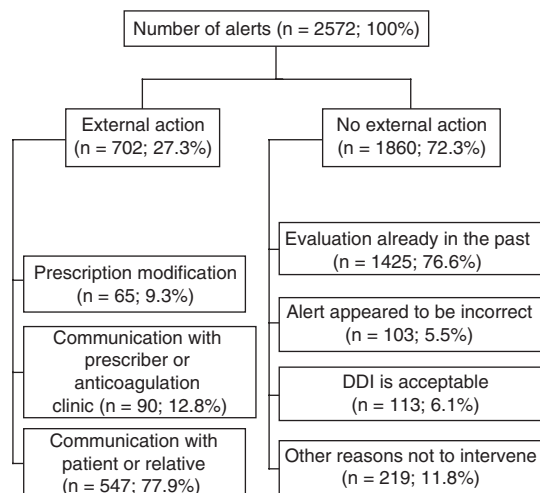 Number of alerts (n = 2572; 100%)
External action
(n = 702; 27.3%)
No external action
(n = 1860; 72.3%)
Prescription modification
(n = 65; 9.3%)
Communication with
prescriber or
anticoagulation
clinic (n = 90; 12.8%)
Communication with
patient or relative
(n = 547; 77.9%)
Evaluation already in the past
(n = 1425; 76.6%)
Alert appeared to be incorrect
(n = 103; 5.5%)
DDI is acceptable
(n = 113; 6.1%)
Other reasons not to intervene
(n = 219; 11.8%)